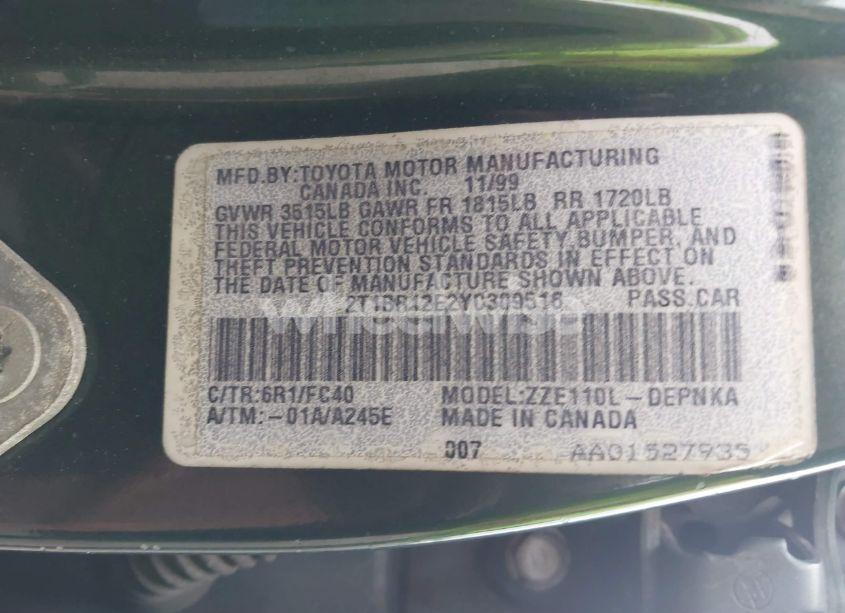 MFD.BY:TOYOTA MOTOR MANUFACTURING
CANADA INC. 11/99
GVWR 3515LB GAWR FR 1815LB RR 1720LB
THIS VEHICLE CONFORMS TO ALL APPLICABLE
FEDERAL MOTOR VEHICLE SAFETY,BUMPER, AND
THEFT PREVENTION STANDARDS IN EFFECT ON
THE DATE OF MANUFACTURE SHOWN ABOVE.
PASS.CAR
wheelwise
C/TR:6R1/FC40 MODEL:ZZE110L-DEPNKA
A/TM:-01A/A245E MADE IN CANADA
007 AA01527935